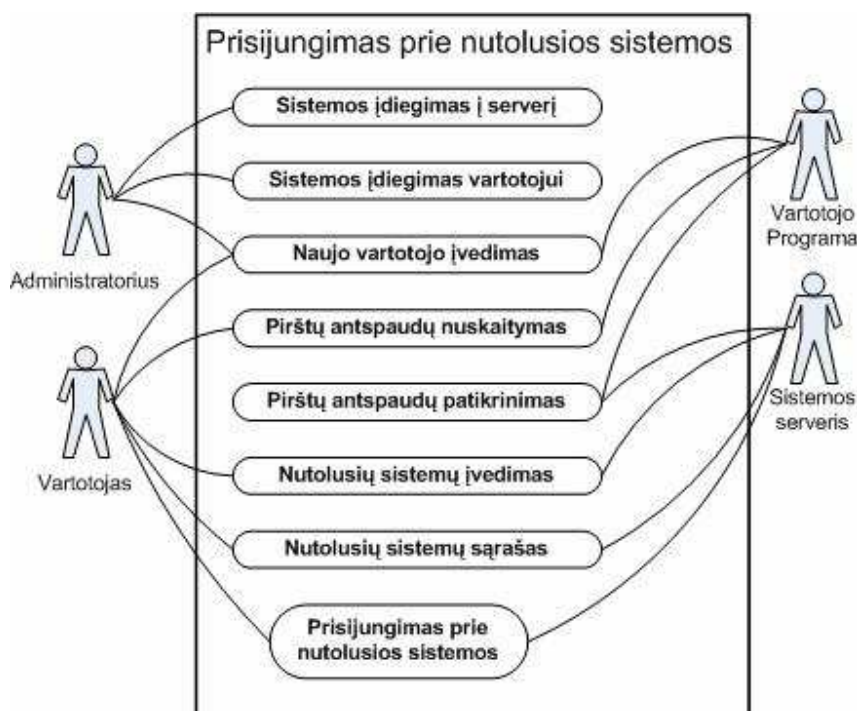 Prisijungimas prie nutolusios sistemos
Sistemos įdiegimas į serverį
Sistemos įdiegimas vartotojui
Naujo vartotojo įvedimas
Pirštų antspaudų nuskaitymas
Pirštų antspaudų patikrinimas
Nutolusių sistemų įvedimas
Nutolusių sistemų sąrašas
Prisijungimas prie
nutolusios sistemos
Administratorius
Vartotojas
Vartotojo
Programa
Sistemos
serveris